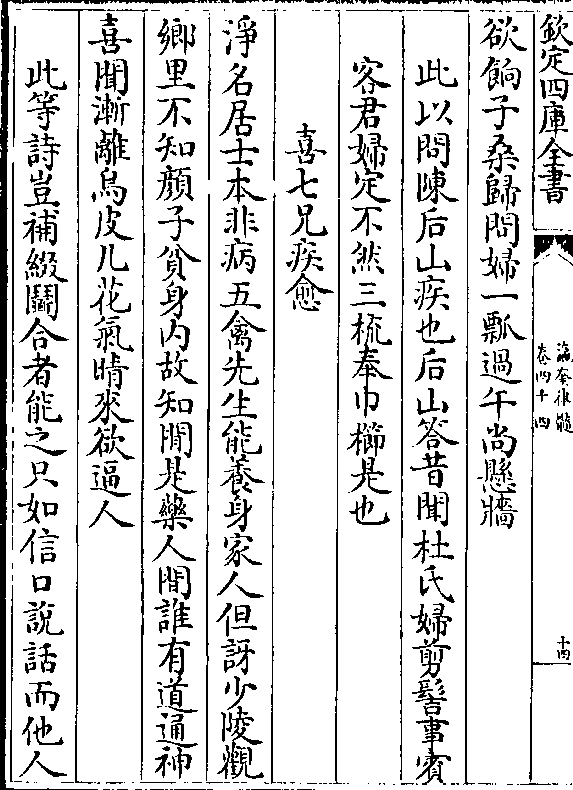 欽定四庫全書
瀛奎律髓
卷四十四
十四
欲餉子桑歸問婦一瓢過午尚懸牆
此以問陳后山疾也后山答昔聞杜氏婦剪髻事賓
客君婦定不然三梳奉巾櫛是也
喜七兄疾愈
淨名居士本非病五禽先生能養身家人但訝少陵觀
鄉里不知顔子貧身内故知閒是藥人間誰有道通神
喜聞漸離烏皮几花氣晴來欲逼人
此等詩豈補綴鬭合者能之只如信口說話而他人